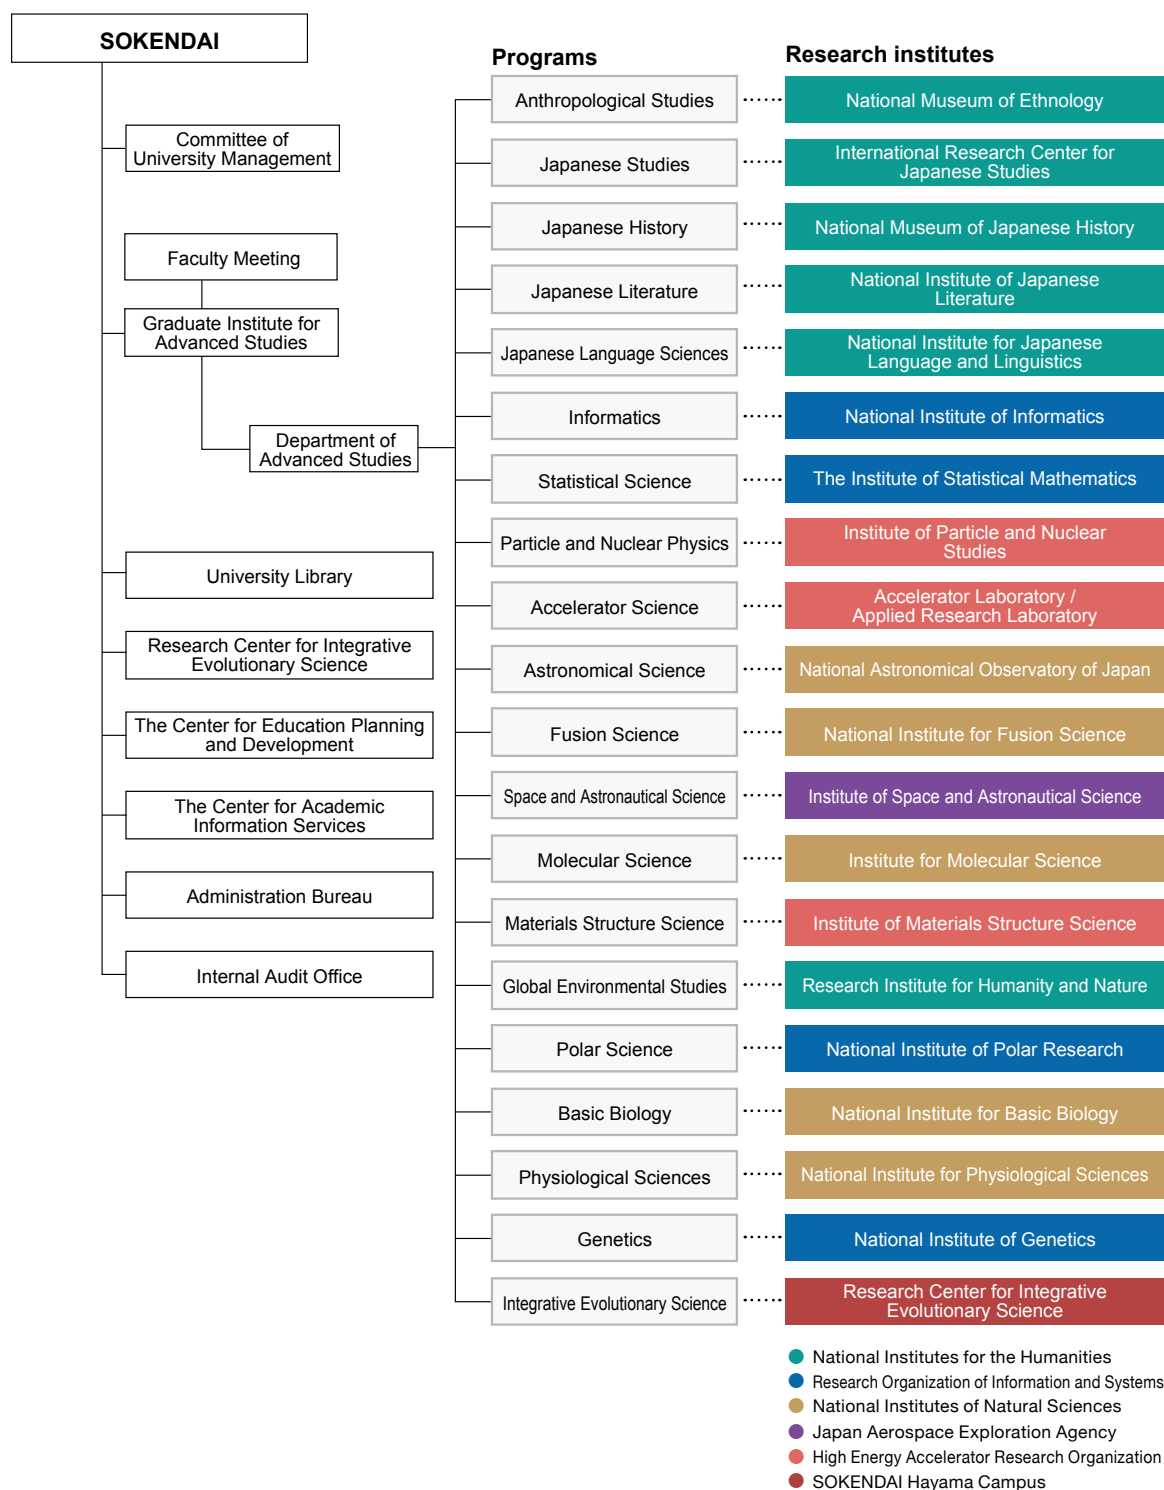 SOKENDAI
Committee of
University Management
Faculty Meeting
Graduate Institute for
Advanced Studies
Department of
Advanced Studies
University Library
Research Center for Integrative
Evolutionary Science
The Center for Education Planning
and Development
The Center for Academic
Information Services
Administration Bureau
Internal Audit Office
Programs
Research institutes
Anthropological Studies
National Museum of Ethnology
Japanese Studies
International Research Center for
Japanese Studies
Japanese History
National Museum of Japanese History
Japanese Literature
National Institute of Japanese
Literature
Japanese Language Sciences
National Institute for Japanese
Language and Linguistics
Informatics
National Institute of Informatics
Statistical Science
The Institute of Statistical Mathematics
Particle and Nuclear Physics
Institute of Particle and Nuclear
Studies
Accelerator Science
Accelerator Laboratory /
Applied Research Laboratory
Astronomical Science
National Astronomical Observatory of Japan
Fusion Science
National Institute for Fusion Science
Space and Astronautical Science
Institute of Space and Astronautical Science
Molecular Science
Institute for Molecular Science
Materials Structure Science
Institute of Materials Structure Science
Global Environmental Studies
Research Institute for Humanity and Nature
Polar Science
National Institute of Polar Research
Basic Biology
National Institute for Basic Biology
Physiological Sciences
National Institute for Physiological Sciences
Genetics
National Institute of Genetics
Integrative Evolutionary Science
Research Center for Integrative
Evolutionary Science
National Institutes for the Humanities
Research Organization of Information and Systems
National Institutes of Natural Sciences
Japan Aerospace Exploration Agency
High Energy Accelerator Research Organization
SOKENDAI Hayama Campus